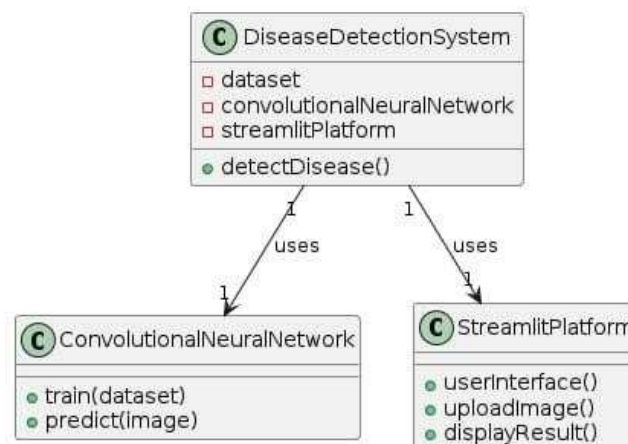 C DiseaseDetectionSystem
dataset
convolutionalNeuralNetwork
streamlitPlatform
detectDisease()
1 1
uses uses
1 1
C ConvolutionalNeuralNetwork
train(dataset)
predict(image)
C StreamlitPlatform
userInterface()
uploadImage()
displayResult()